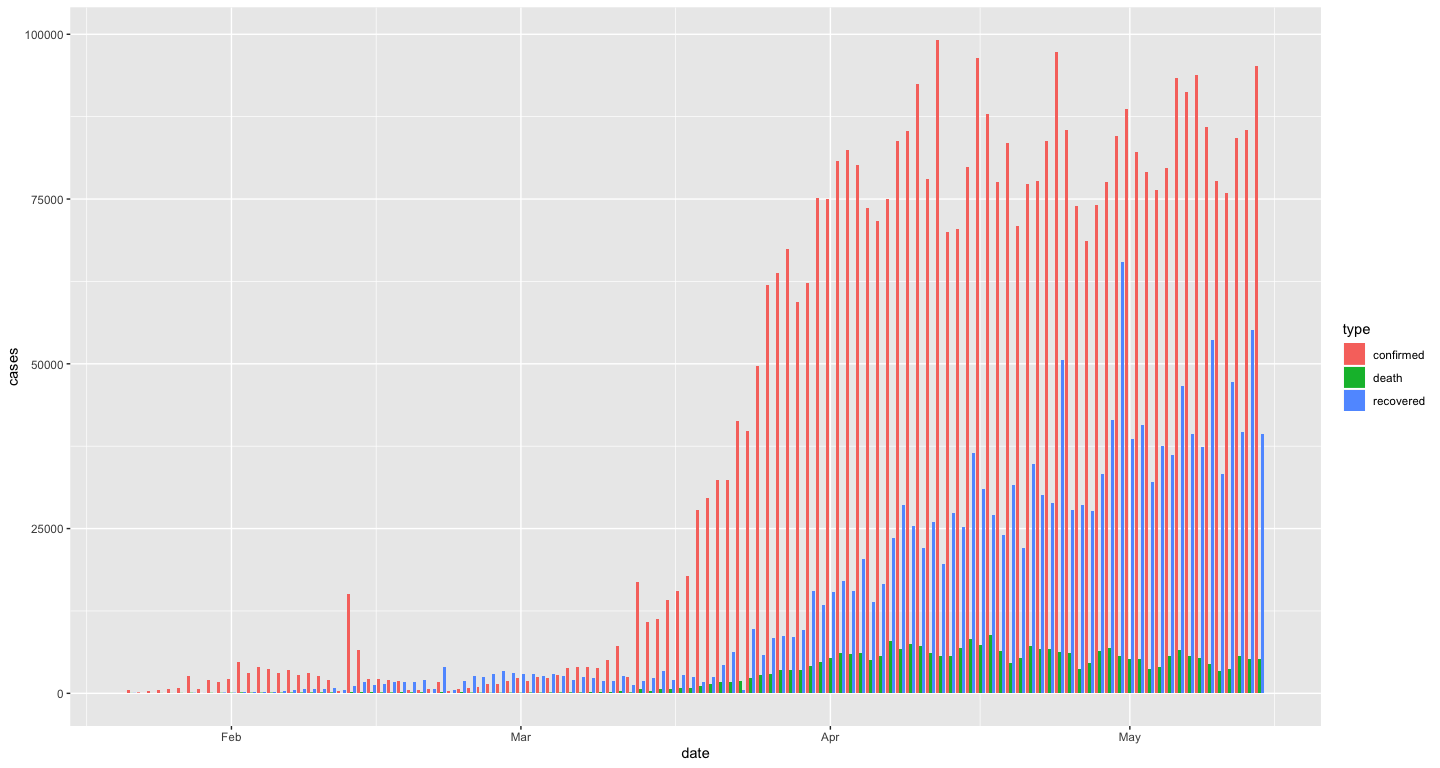 100000
75000
50000
25000
0
cases
Feb
Mar
Apr
May
date
type
confirmed
death
recovered